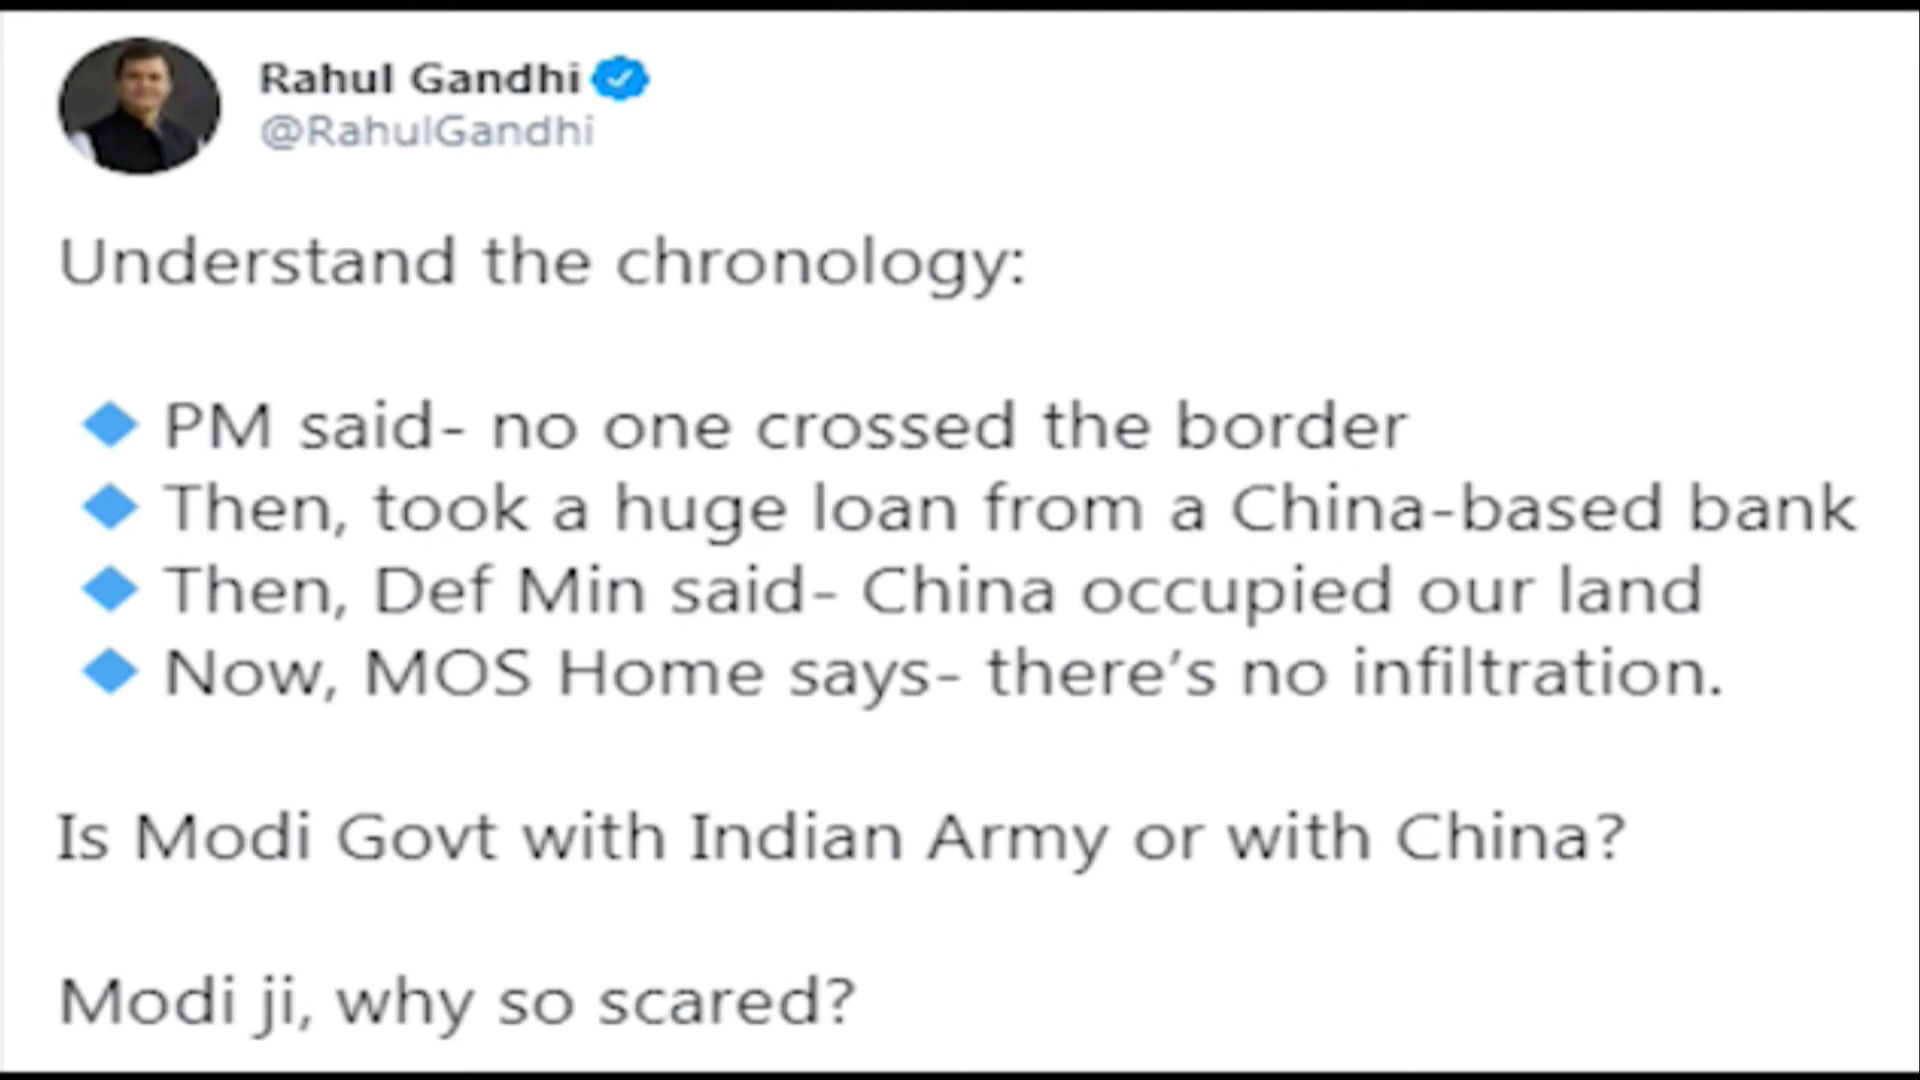 Rahul Gandhi
@RahulGandhi
Understand the chronology:
PM said- no one crossed the border
Then, took a huge loan from a China-based bank
Then, Def Min said- China occupied our land
Now, MOS Home says- there’s no infiltration.
Is Modi Govt with Indian Army or with China?
Modi ji, why so scared?